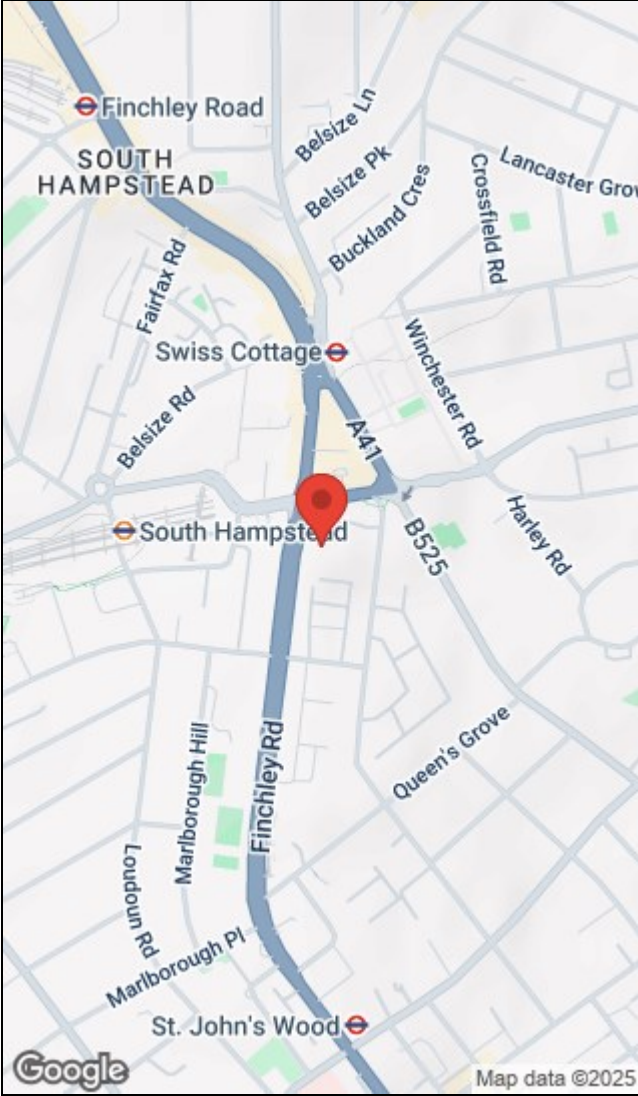 Finchley Road
SOUTH
HAMPSTEAD
Belsize Ln
Belsize Pk
Buckland Cres
Crossfield Rd
Lancaster Grov
Fairfax Rd
Swiss Cottage
Winchester Rd
Belsize Rd
A41
South Hampstead
B525
Harley Rd
Finchley Rd
Marlborough Hill
Queen's Grove
Loudoun Rd
Marlborough Pl
St. John's Wood
Google
Map data ©2025